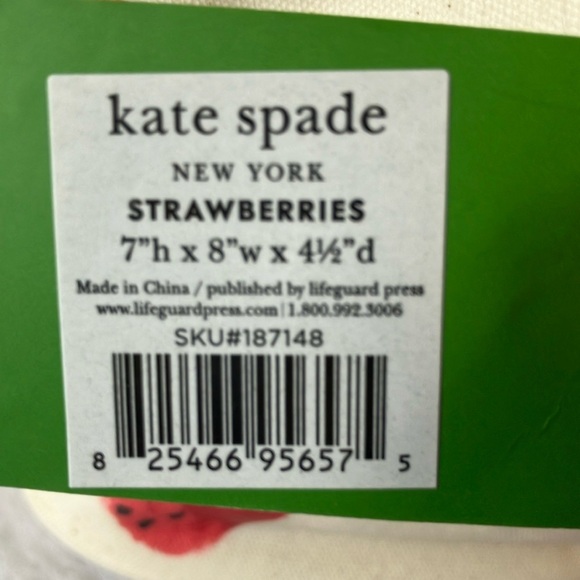 kate spade
NEW YORK
STRAWBERRIES
7”h x 8”w x 4½”d
Made in China / published by lifeguard press
www.lifeguardpress.com | 1.800.992.3006
SKU#187148
8 25466 95657 5